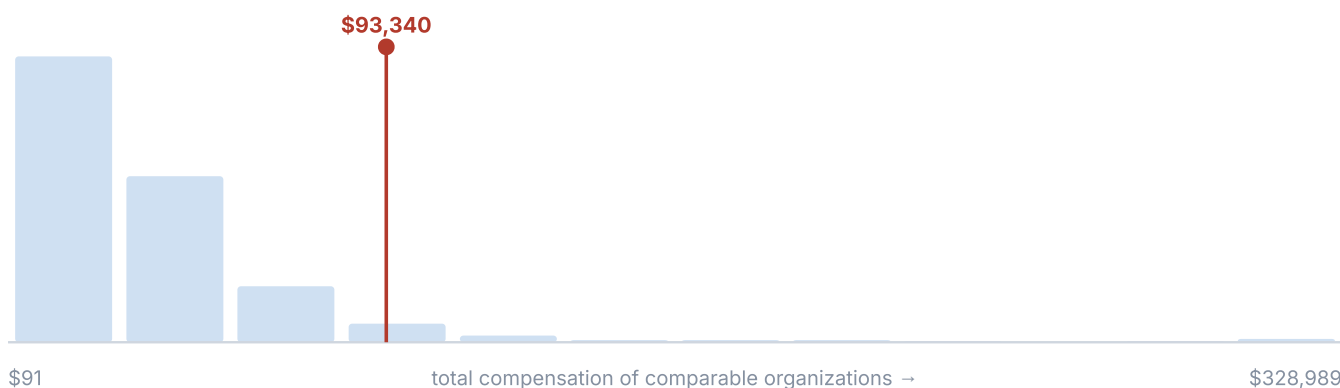 $93,340
$91 total compensation of comparable organizations → $328,989